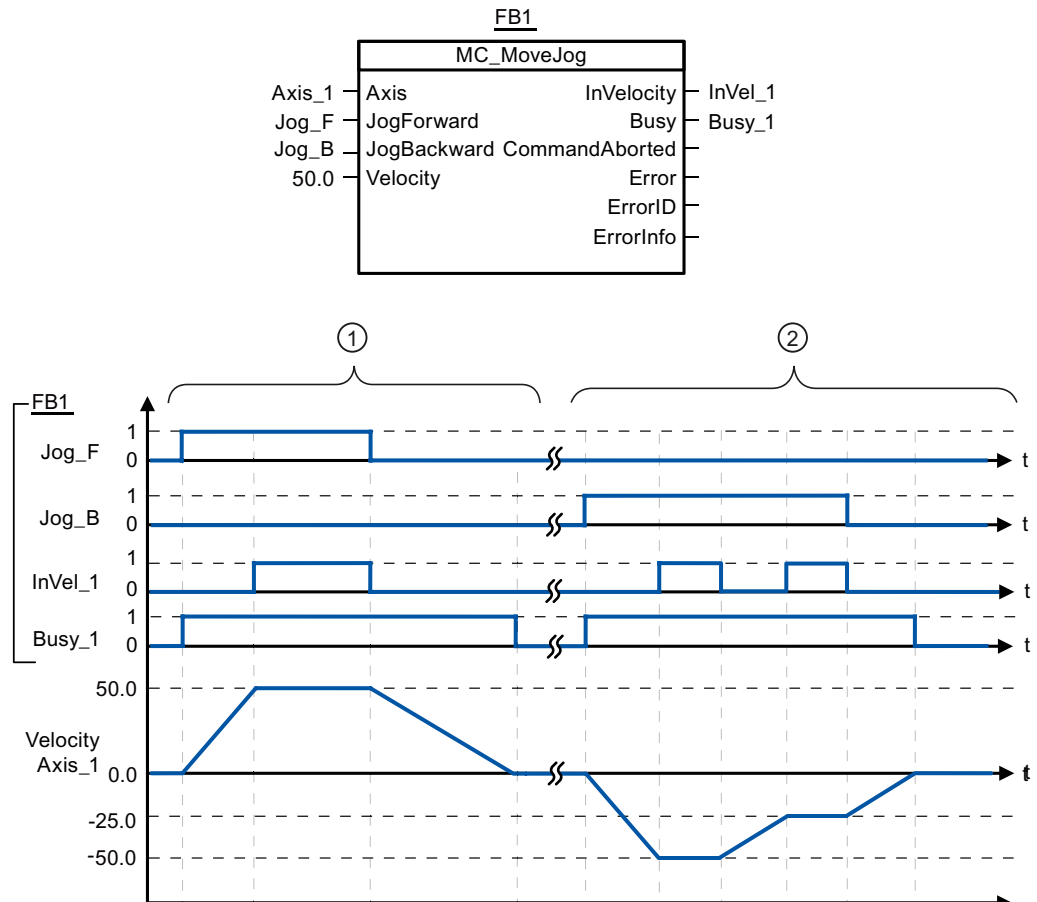 FB1
MC_MoveJog
Axis_1 Axis InVelocity InVel_1
Jog_F JogForward Busy Busy_1
Jog_B JogBackward CommandAborted
50.0 Velocity Error
ErrorID
ErrorInfo
1 2
FB1
1
Jog_F 0 t
1
Jog_B 0 t
1
InVel_1 0 t
1
Busy_1 0 t
50.0
Velocity
Axis_1
0.0 t
-25.0
-50.0